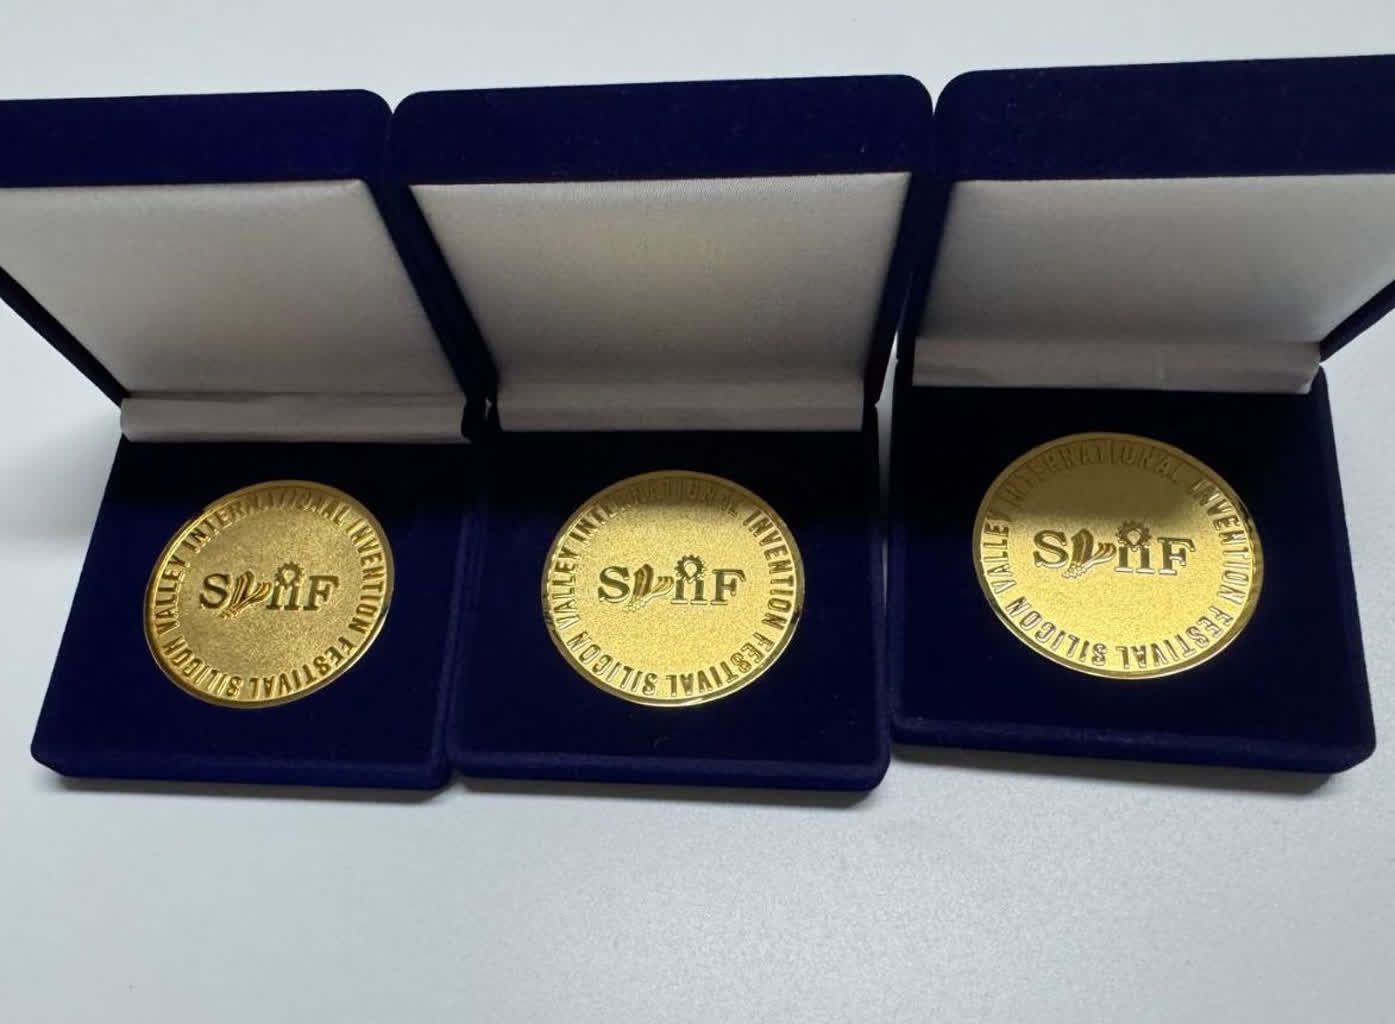 SILICON VALLEY INTERNATIONAL INVENTION FESTIVAL
SViiF
SILICON VALLEY INTERNATIONAL INVENTION FESTIVAL
SViiF
SILICON VALLEY INTERNATIONAL INVENTION FESTIVAL
SViiF